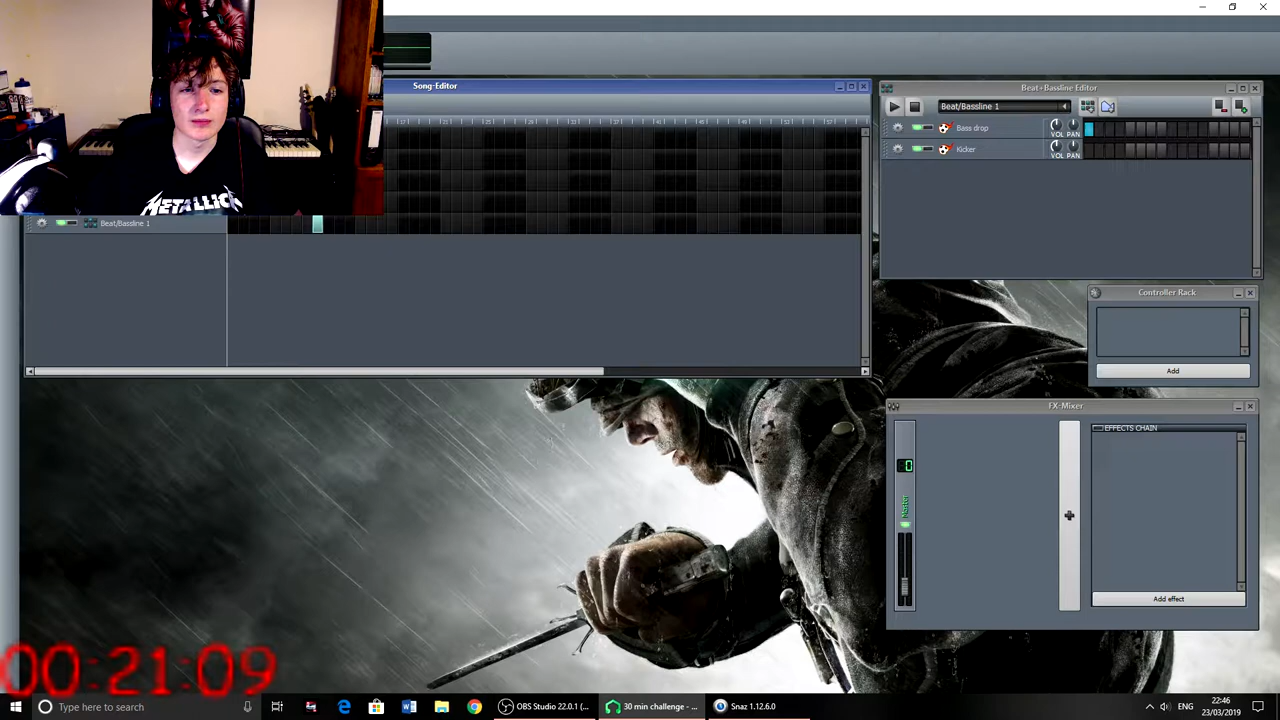 METALLICA
Song-Editor
Beat+Bassline Editor
Beat/Bassline 1
Bass drop
VOL PAN
Kicker
VOL PAN
Beat/Bassline 1
Controller Rack
Add
FX-Mixer
EFFECTS CHAIN
0
Master
Add effect
00:21:09
Type here to search
OBS Studio 22.0.1 (...
30 min challenge - ...
Snaz 1.12.6.0
ENG
22:46
23/03/2019